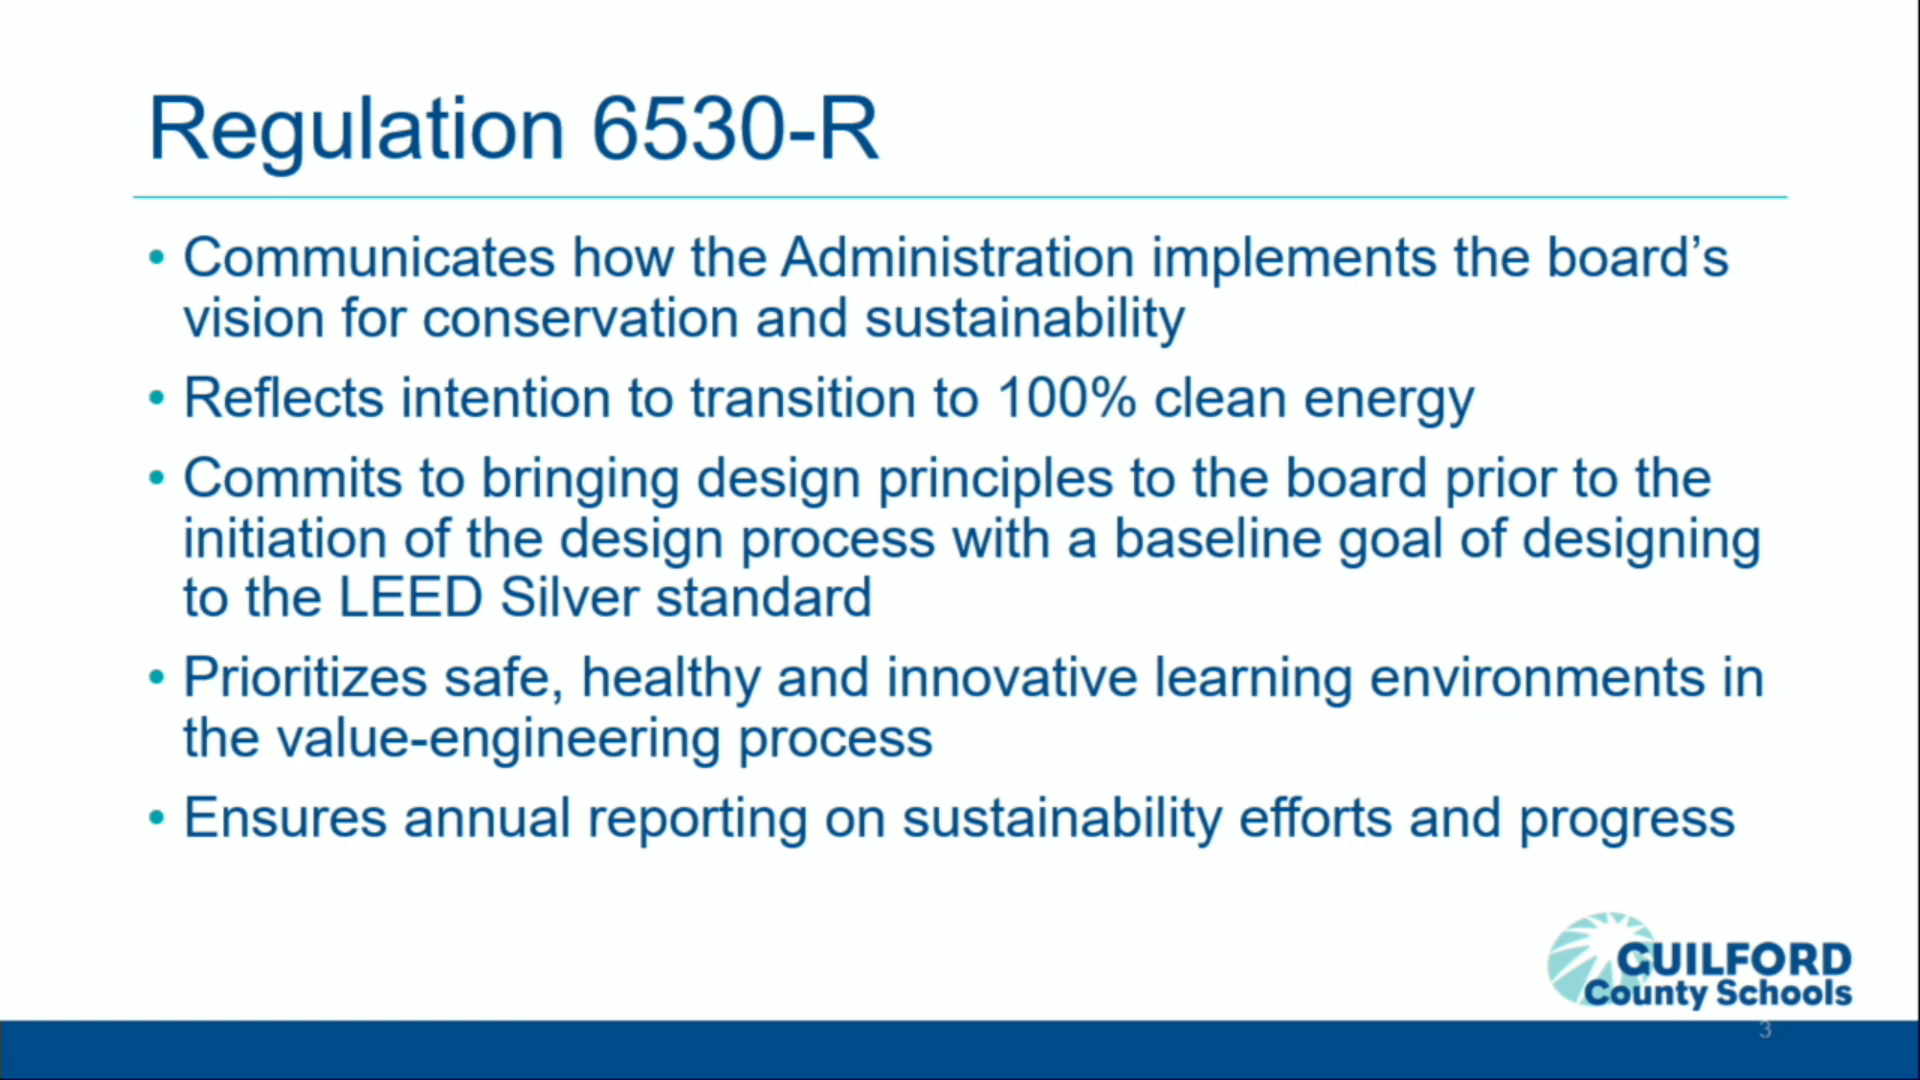 Regulation 6530-R
• Communicates how the Administration implements the board’s
vision for conservation and sustainability
• Reflects intention to transition to 100% clean energy
• Commits to bringing design principles to the board prior to the
initiation of the design process with a baseline goal of designing
to the LEED Silver standard
• Prioritizes safe, healthy and innovative learning environments in
the value-engineering process
• Ensures annual reporting on sustainability efforts and progress
GUILFORD
County Schools
3